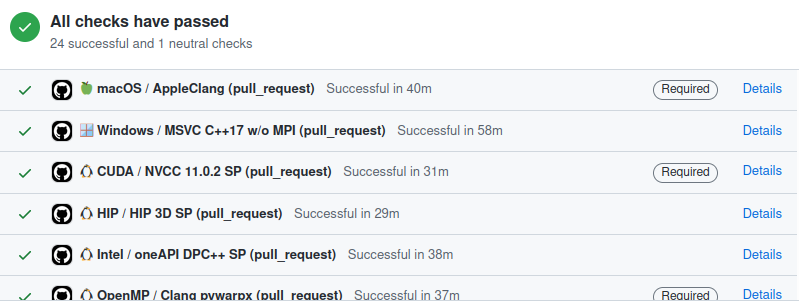 All checks have passed
24 successful and 1 neutral checks
macOS / AppleClang (pull_request) Successful in 40m Required Details
Windows / MSVC C++17 w/o MPI (pull_request) Successful in 58m Details
CUDA / NVCC 11.0.2 SP (pull_request) Successful in 31m Required Details
HIP / HIP 3D SP (pull_request) Successful in 29m Details
Intel / oneAPI DPC++ SP (pull_request) Successful in 38m Details
OpenMP / Clang pywarpx (pull_request) Successful in 37m Required Details